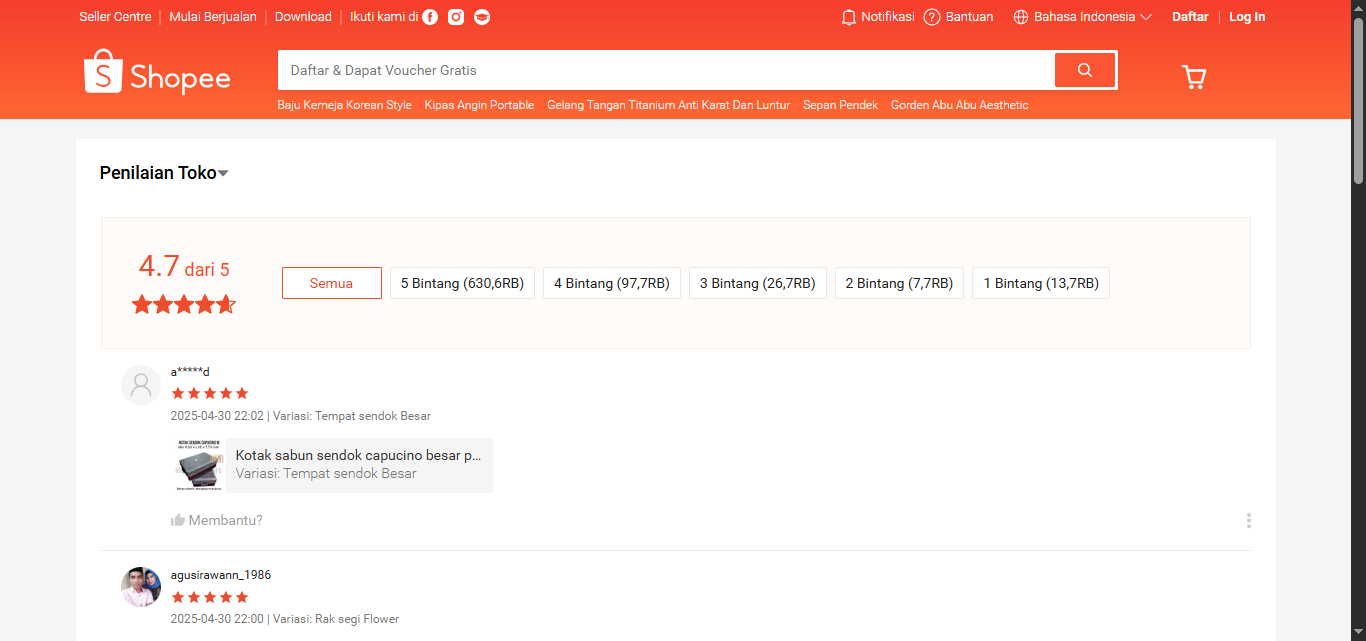 Seller Centre | Mulai Berjualan | Download | Ikuti kami di
Notifikasi Bantuan Bahasa Indonesia Daftar | Log In
Shopee
Daftar & Dapat Voucher Gratis
Baju Kemeja Korean Style Kipas Angin Portable Gelang Tangan Titanium Anti Karat Dan Luntur Sepan Pendek Gorden Abu Abu Aesthetic
Penilaian Toko
4.7 dari 5
Semua 5 Bintang (630,6RB) 4 Bintang (97,7RB) 3 Bintang (26,7RB) 2 Bintang (7,7RB) 1 Bintang (13,7RB)
a*****d
2025-04-30 22:02 | Variasi: Tempat sendok Besar
Kotak sabun sendok capucino besar p...
Variasi: Tempat sendok Besar
Membantu?
agusirawann_1986
2025-04-30 22:00 | Variasi: Rak segi Flower